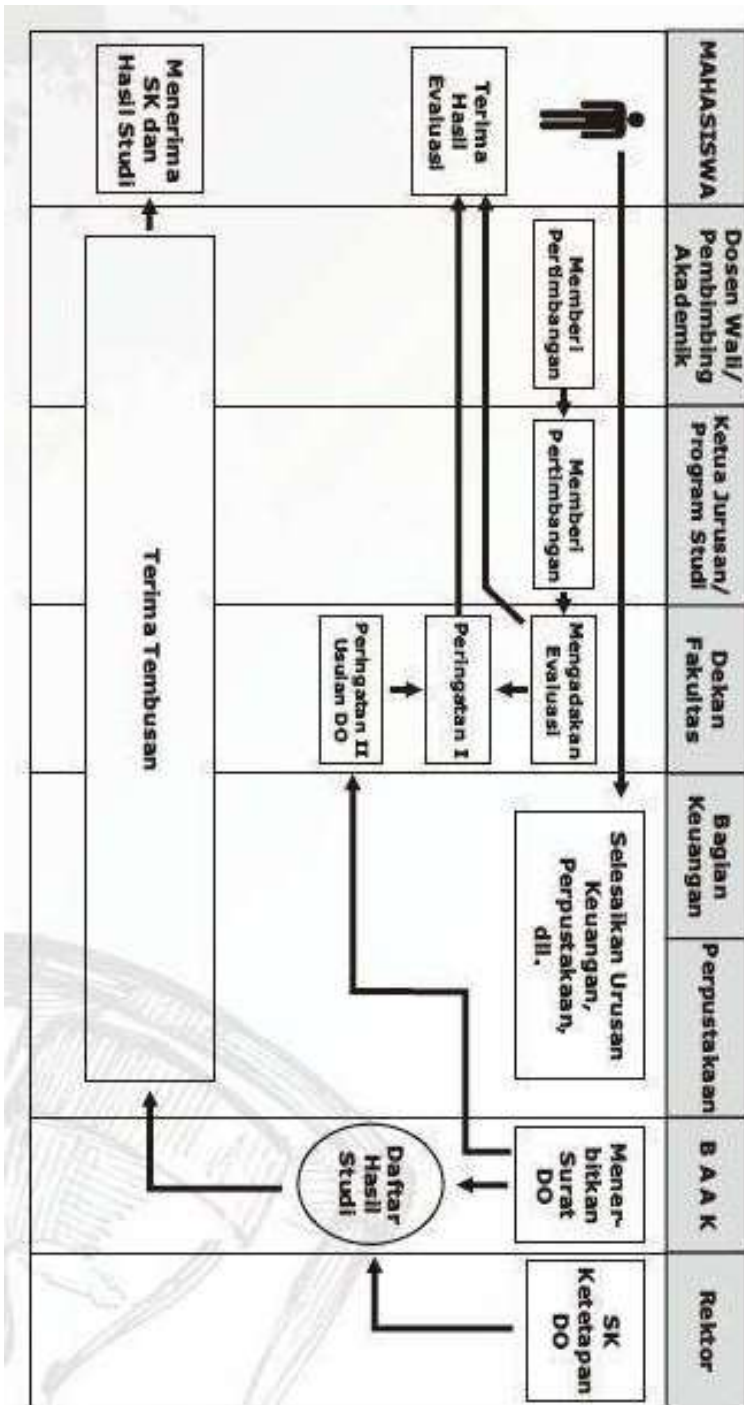 MAHASISWA
Dosen Wali/
Pembimbing
Akademik
Ketua Jurusan/
Program Studi
Dekan
Fakultas
Bagian
Keuangan
Perpustakaan
B A A K
Rektor
Memberi
Pertimbangan
Memberi
Pertimbangan
Mengadakan
Evaluasi
Selesaikan Urusan
Keuangan,
Perpustakaan,
dll.
Mener-
bitkan
Surat
DO
SK
Ketetapan
DO
Terima
Hasil
Evaluasi
Peringatan I
Peringatan II
Usulan DO
Daftar
Hasil
Studi
Menerima
SK dan
Hasil Studi
Terima Tembusan